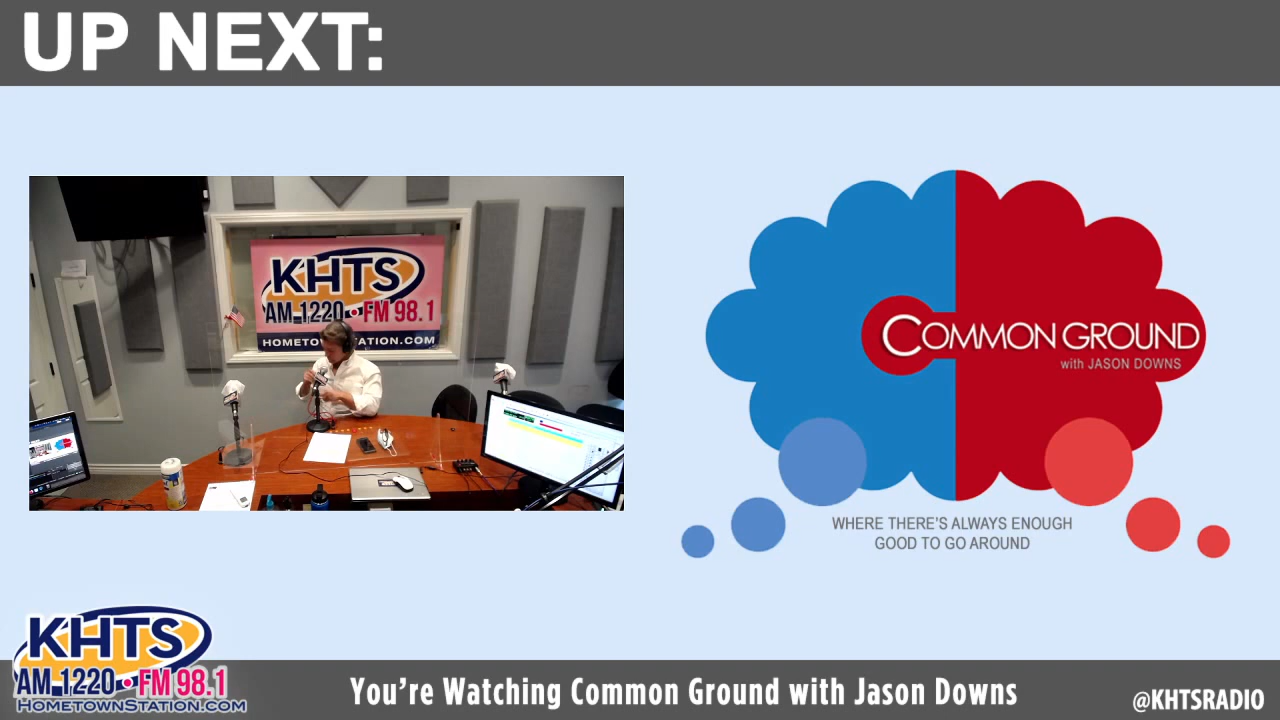 UP NEXT:
KHTS
AM 1220 • FM 98.1
HOMETOWNSTATION.COM
COMMON GROUND
with JASON DOWNS
WHERE THERE'S ALWAYS ENOUGH
GOOD TO GO AROUND
KHTS
AM 1220 • FM 98.1
HOMETOWNSTATION.COM
You're Watching Common Ground with Jason Downs
@KHTSRADIO